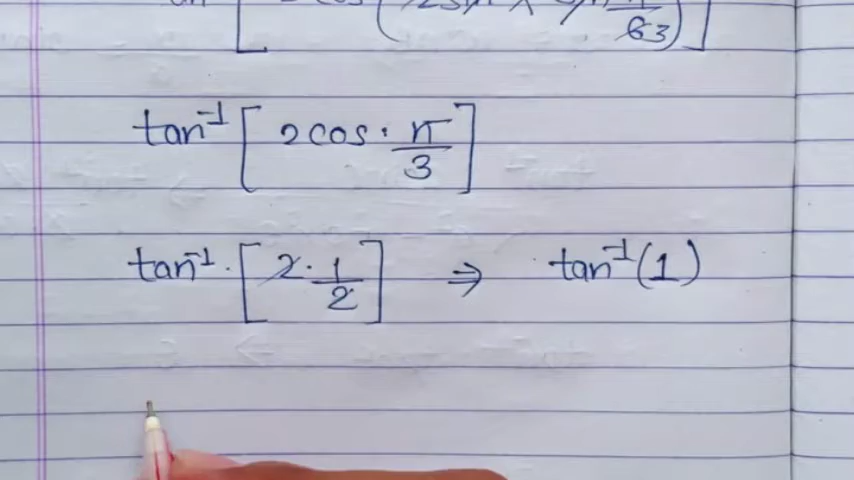 tan⁻¹ [ 2 cos · π/3 ]
tan⁻¹ · [ 2 · 1/2 ] ⇒ tan⁻¹(1)